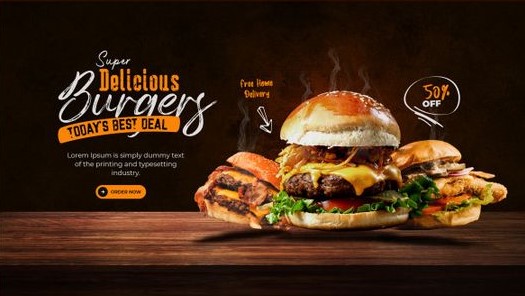 Super
Delicious
Burgers
TODAY'S BEST DEAL
Lorem Ipsum is simply dummy text
of the printing and typesetting
industry.
ORDER NOW
free Home
Delivery
50%
OFF